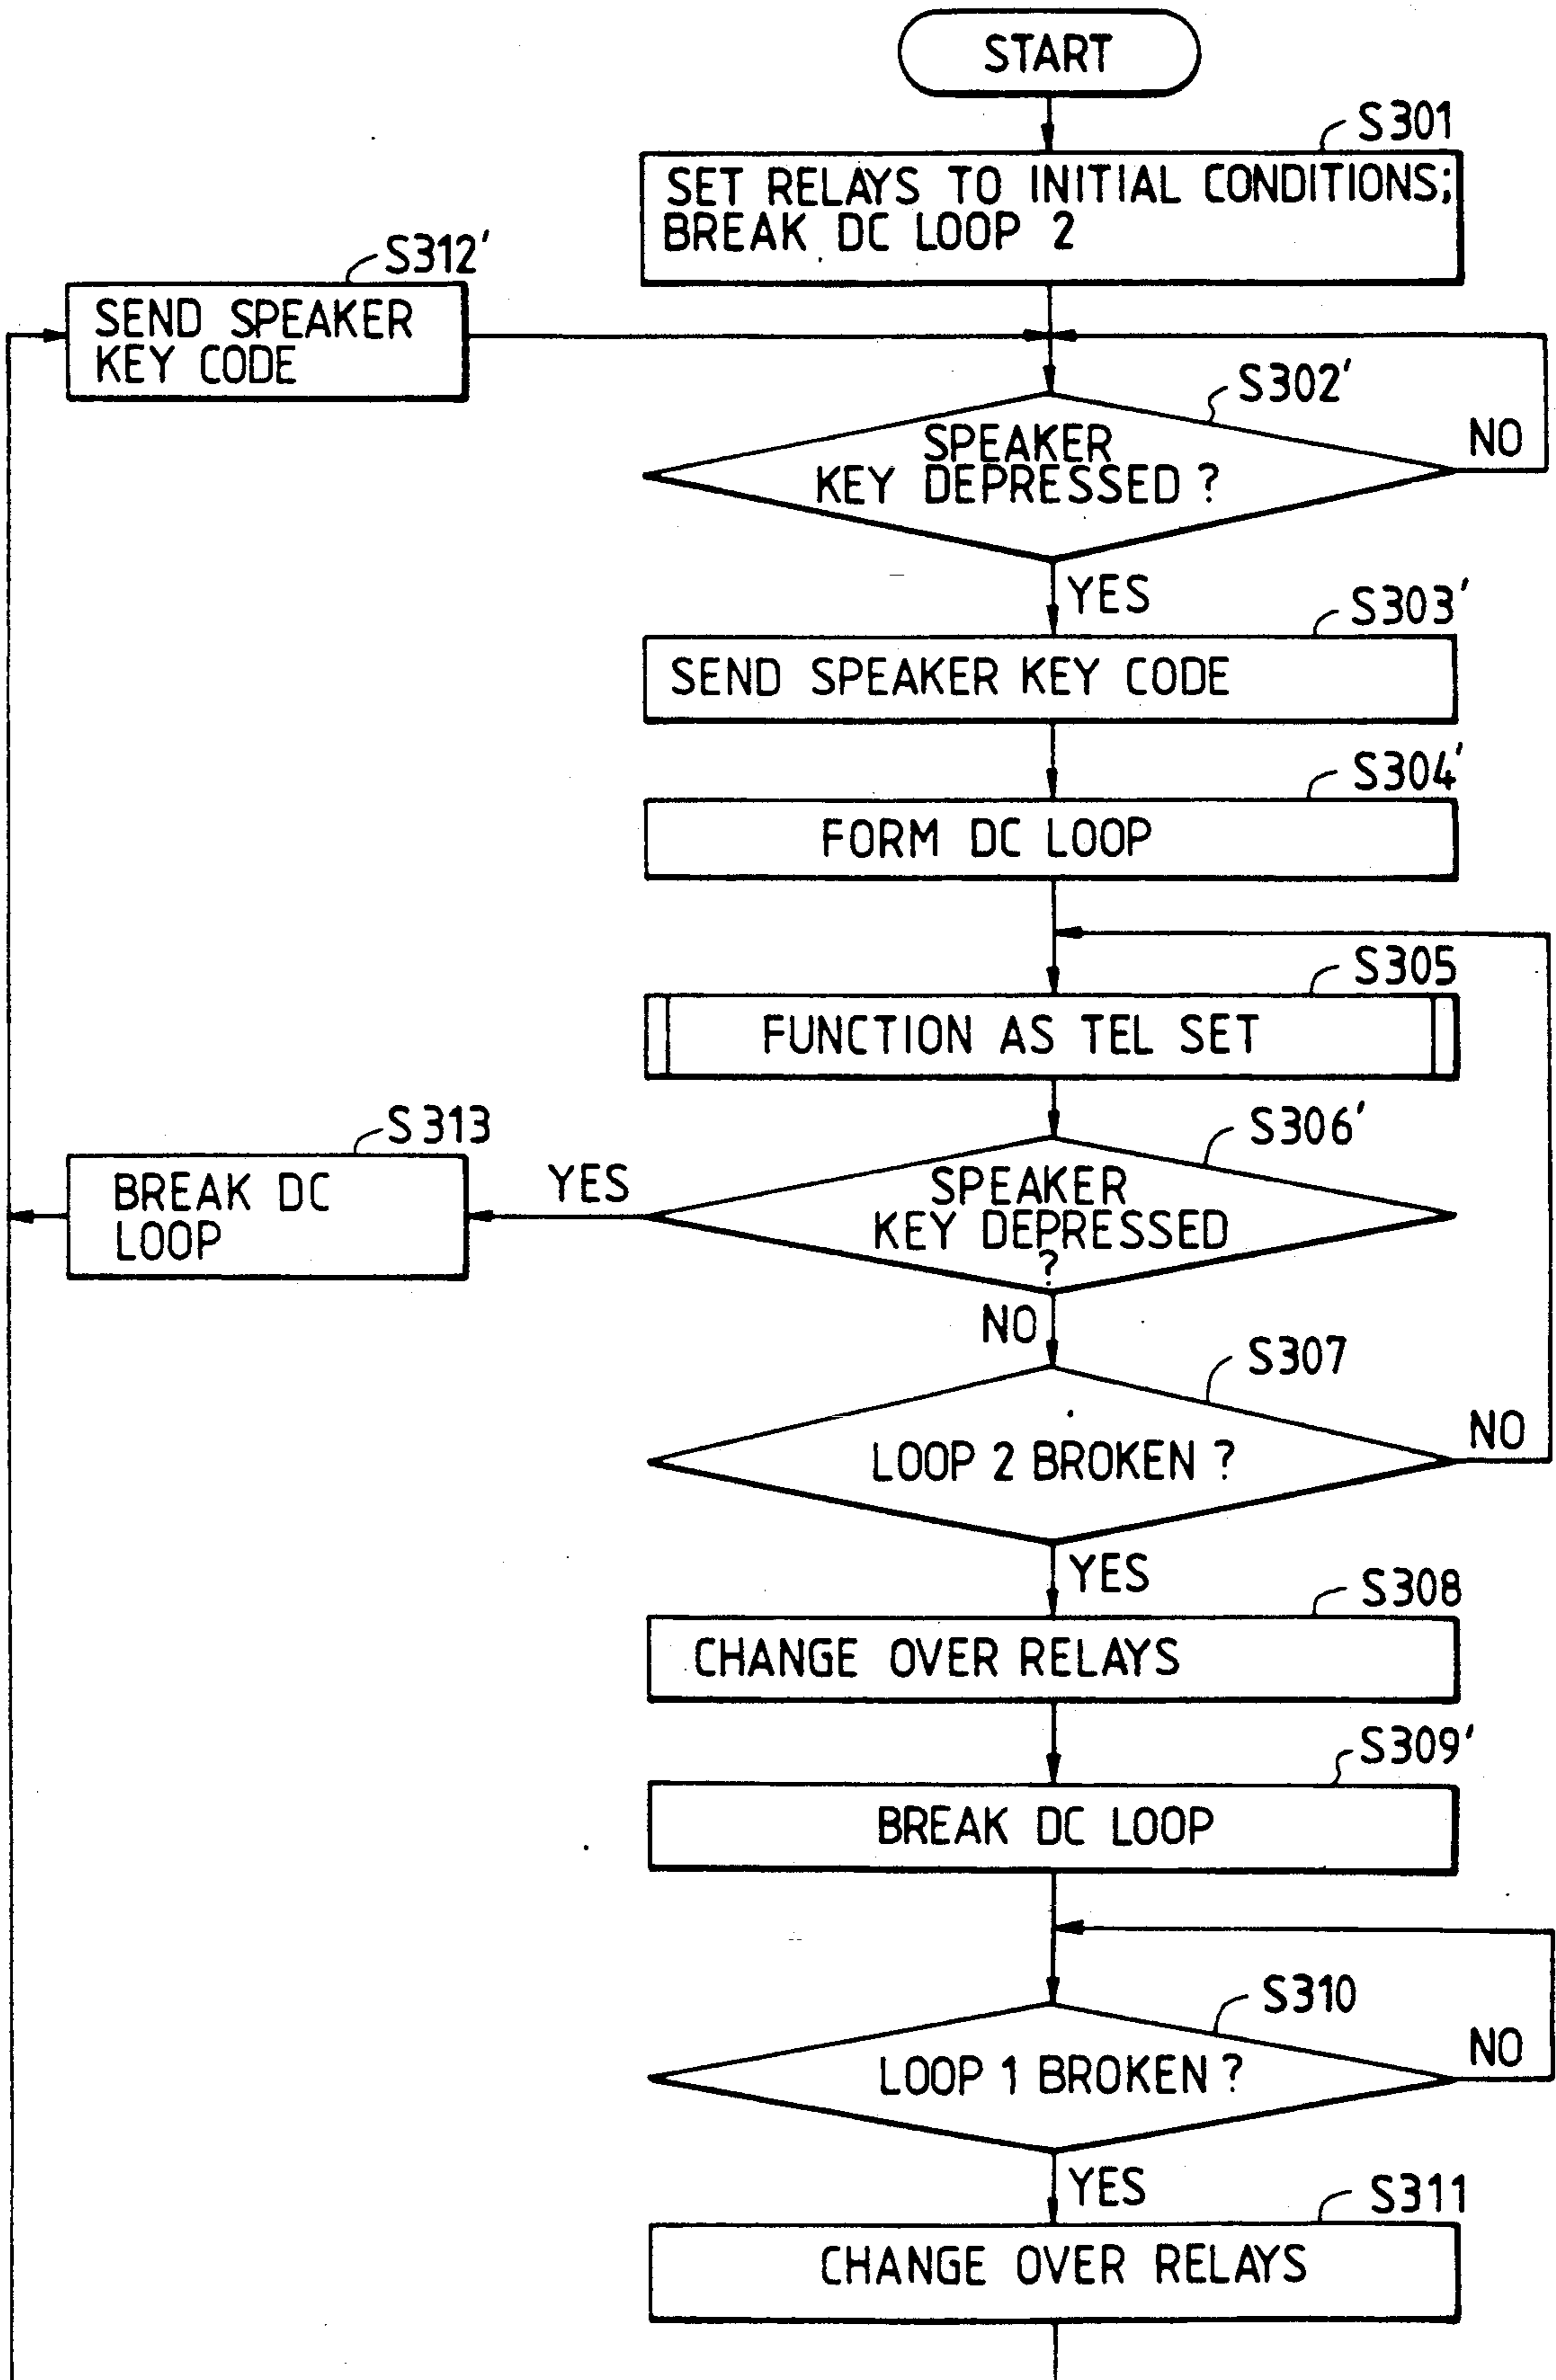 START
S301
SET RELAYS TO INITIAL CONDITIONS;
BREAK DC LOOP 2
S312'
SEND SPEAKER
KEY CODE
S302'
SPEAKER
KEY DEPRESSED ?
NO
YES
S303'
SEND SPEAKER KEY CODE
S304'
FORM DC LOOP
S305
FUNCTION AS TEL SET
S313
BREAK DC
LOOP
YES
S306'
SPEAKER
KEY DEPRESSED
?
NO
S307
LOOP 2 BROKEN ?
NO
YES
S308
CHANGE OVER RELAYS
S309'
BREAK DC LOOP
S310
LOOP 1 BROKEN ?
NO
YES
S311
CHANGE OVER RELAYS